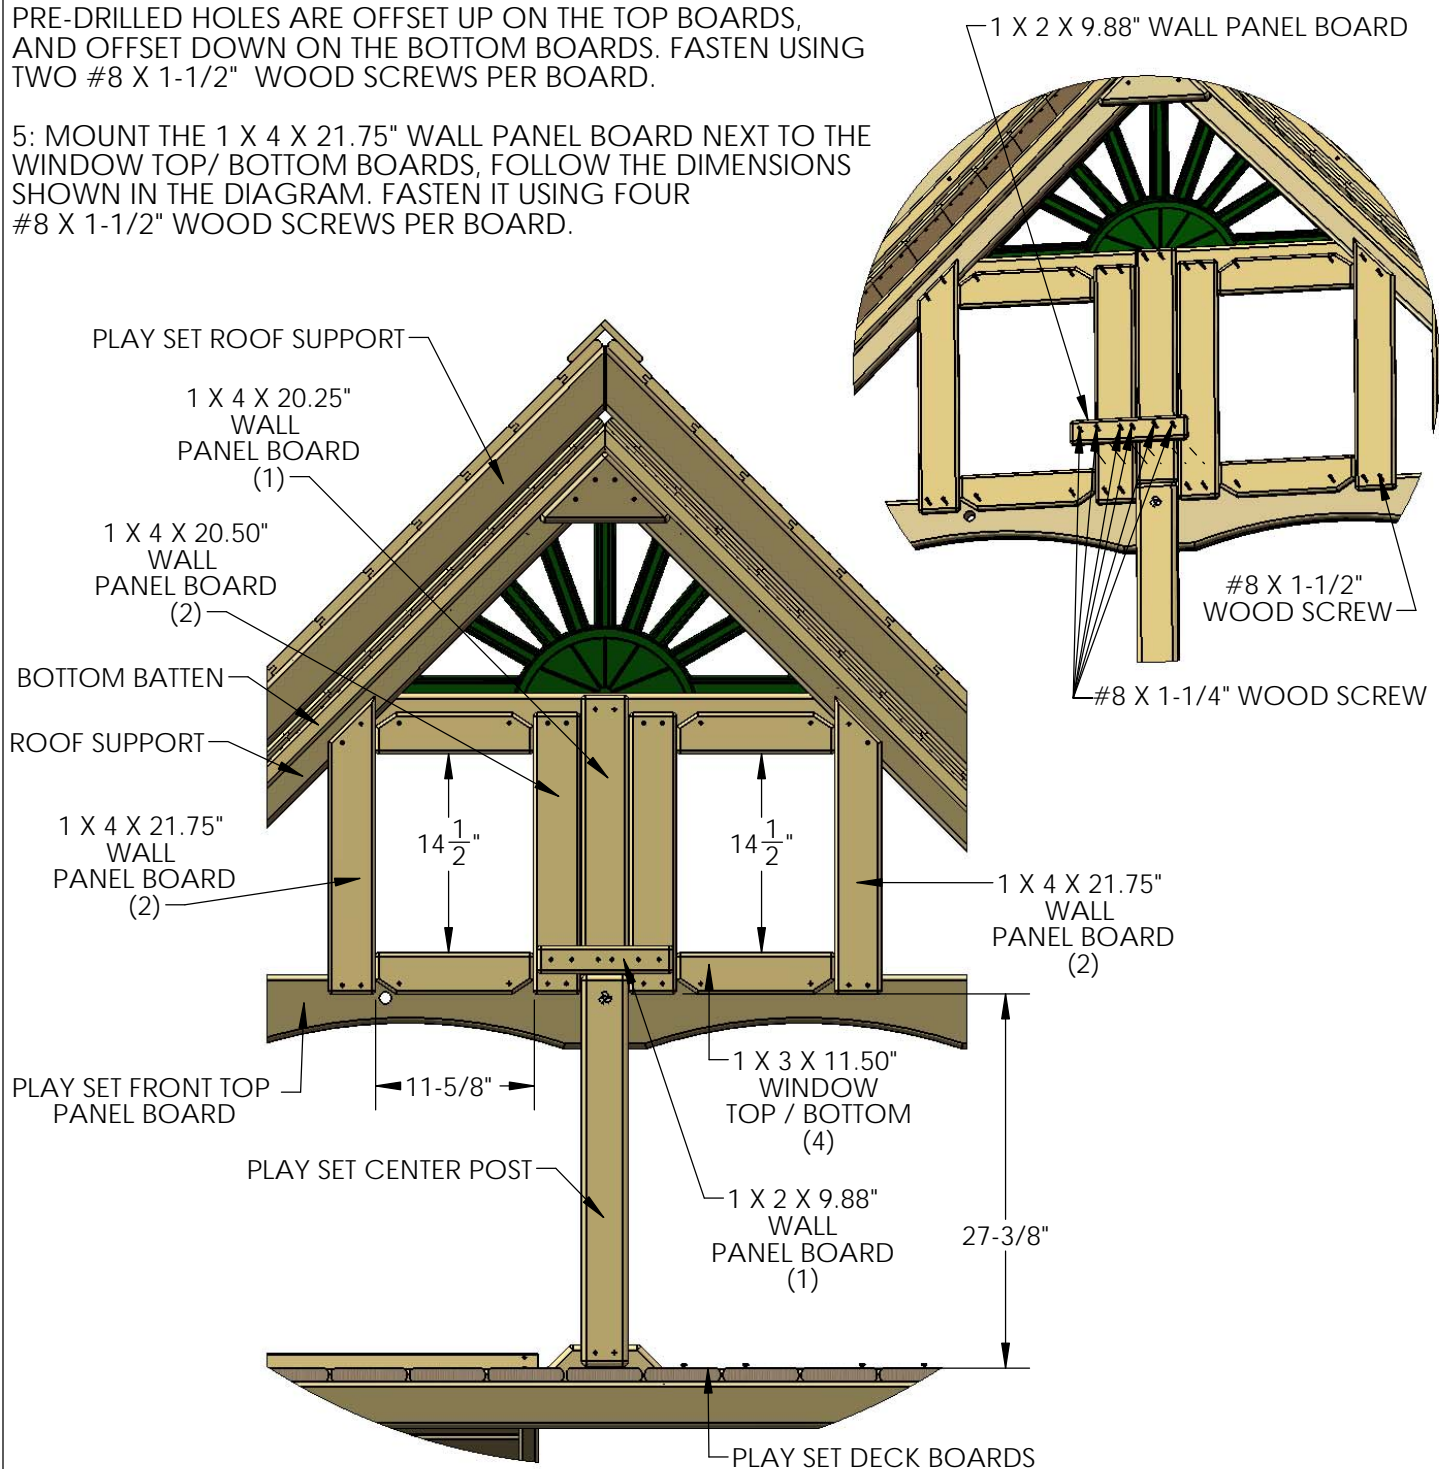 PRE-DRILLED HOLES ARE OFFSET UP ON THE TOP BOARDS,
AND OFFSET DOWN ON THE BOTTOM BOARDS. FASTEN USING
TWO #8 X 1-1/2" WOOD SCREWS PER BOARD.
5: MOUNT THE 1 X 4 X 21.75" WALL PANEL BOARD NEXT TO THE
WINDOW TOP/ BOTTOM BOARDS, FOLLOW THE DIMENSIONS
SHOWN IN THE DIAGRAM. FASTEN IT USING FOUR
#8 X 1-1/2" WOOD SCREWS PER BOARD.
1 X 2 X 9.88" WALL PANEL BOARD
#8 X 1-1/2"
WOOD SCREW
#8 X 1-1/4" WOOD SCREW
PLAY SET ROOF SUPPORT
1 X 4 X 20.25"
WALL
PANEL BOARD
(1)
1 X 4 X 20.50"
WALL
PANEL BOARD
(2)
BOTTOM BATTEN
ROOF SUPPORT
1 X 4 X 21.75"
WALL
PANEL BOARD
(2)
14 1/2"
14 1/2"
1 X 4 X 21.75"
WALL
PANEL BOARD
(2)
PLAY SET FRONT TOP
PANEL BOARD
11-5/8"
1 X 3 X 11.50"
WINDOW
TOP / BOTTOM
(4)
PLAY SET CENTER POST
1 X 2 X 9.88"
WALL
PANEL BOARD
(1)
27-3/8"
PLAY SET DECK BOARDS